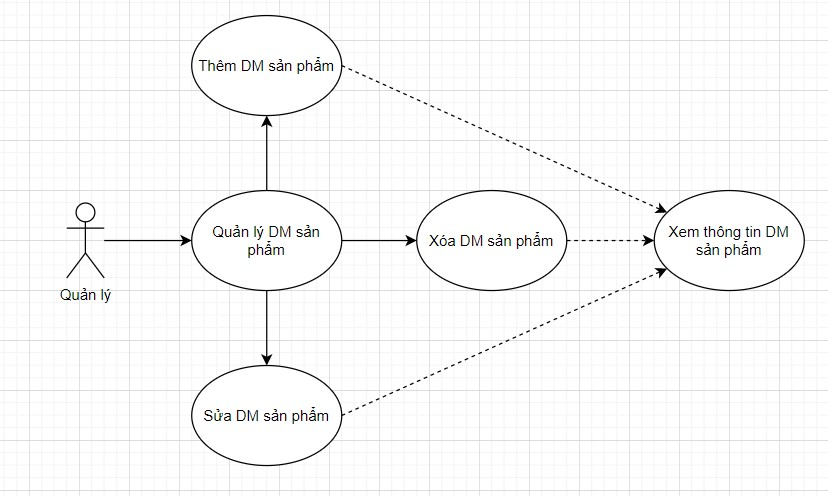 Thêm DM sản phẩm
Quản lý DM sản
phẩm
Xóa DM sản phẩm
Xem thông tin DM
sản phẩm
Quản lý
Sửa DM sản phẩm